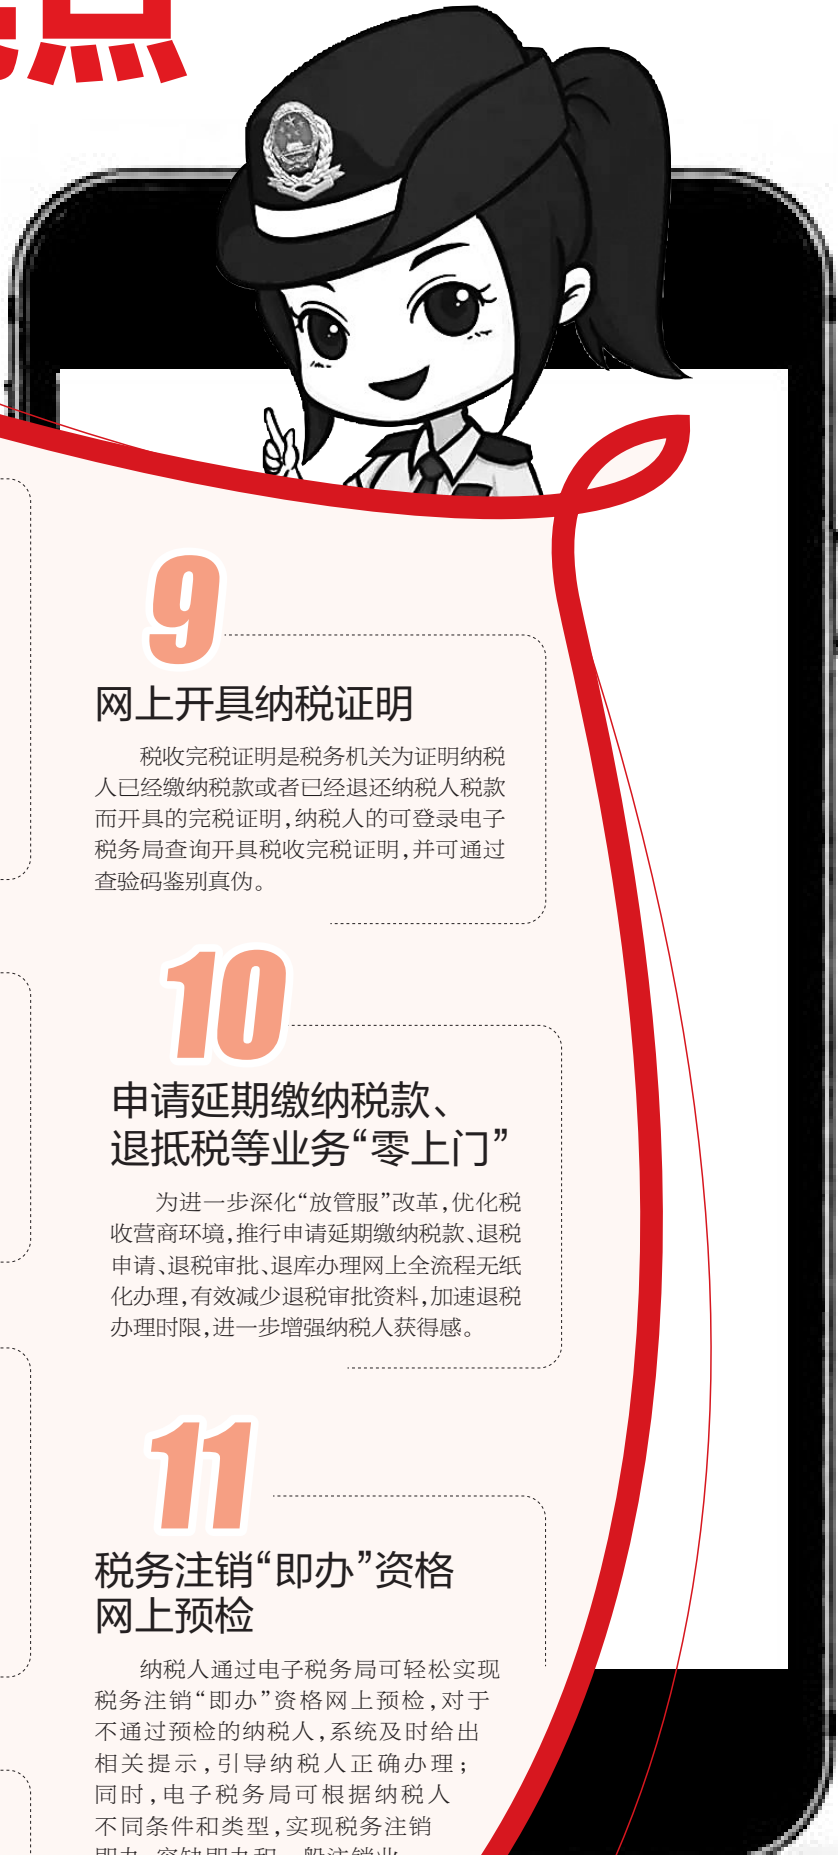 点
9
网上开具纳税证明
税收完税证明是税务机关为证明纳税
人已经缴纳税款或者已经退还纳税人税款
而开具的完税证明,纳税人的可登录电子
税务局查询开具税收完税证明,并可通过
查验码鉴别真伪。
10
申请延期缴纳税款、
退抵税等业务“零上门”
为进一步深化“放管服”改革,优化税
收营商环境,推行申请延期缴纳税款、退税
申请、退税审批、退库办理网上全流程无纸
化办理,有效减少退税审批资料,加速退税
办理时限,进一步增强纳税人获得感。
11
税务注销“即办”资格
网上预检
纳税人通过电子税务局可轻松实现
税务注销“即办”资格网上预检,对于
不通过预检的纳税人,系统及时给出
相关提示,引导纳税人正确办理;
同时,电子税务局可根据纳税人
不同条件和类型,实现税务注销